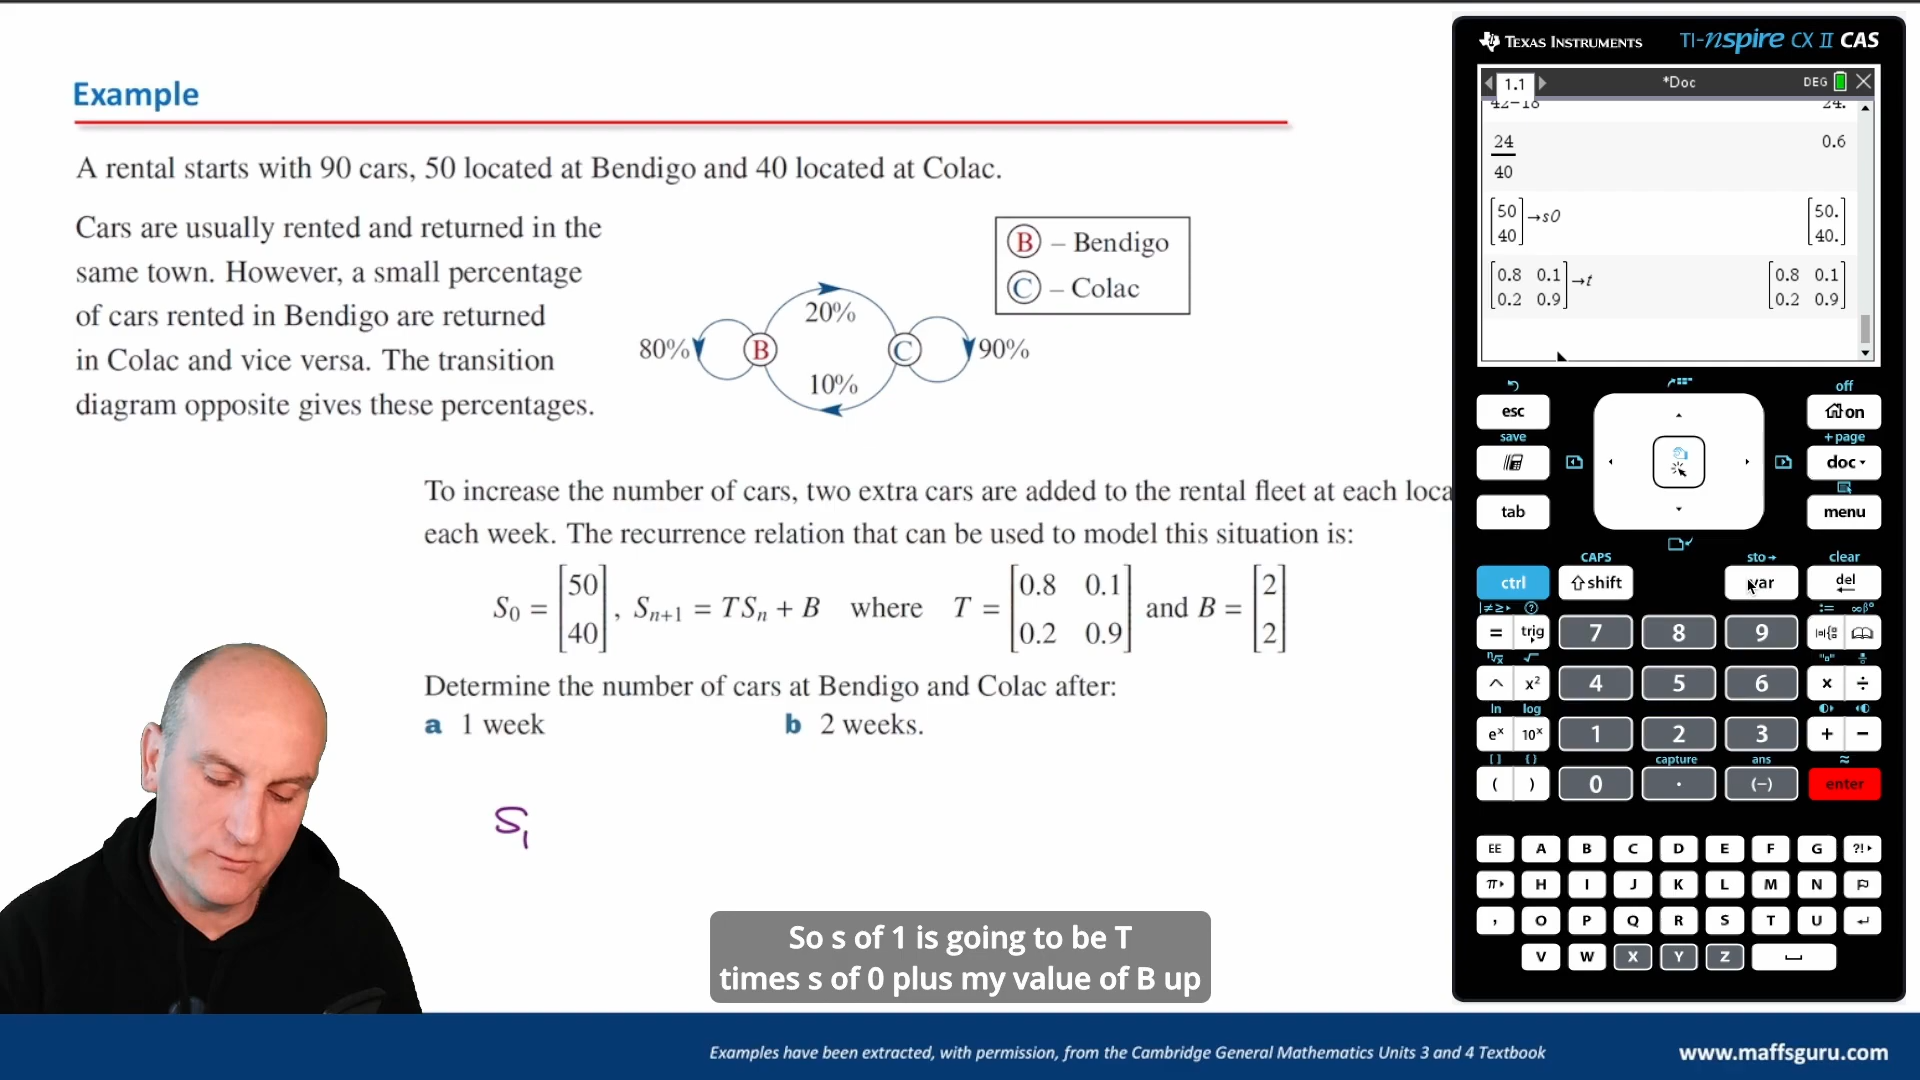 Example
A rental starts with 90 cars, 50 located at Bendigo and 40 located at Colac.
Cars are usually rented and returned in the
same town. However, a small percentage
of cars rented in Bendigo are returned
in Colac and vice versa. The transition
diagram opposite gives these percentages.
B – Bendigo
C – Colac
20%
80% B C 90%
10%
To increase the number of cars, two extra cars are added to the rental fleet at each loca
each week. The recurrence relation that can be used to model this situation is:
S₀ = [50 40], Sₙ₊₁ = TSₙ + B where T = [0.8 0.1 0.2 0.9] and B = [2 2]
Determine the number of cars at Bendigo and Colac after:
a 1 week b 2 weeks.
S₁
So s of 1 is going to be T
times s of 0 plus my value of B up
Examples have been extracted, with permission, from the Cambridge General Mathematics Units 3 and 4 Textbook
www.maffsguru.com
TEXAS INSTRUMENTS TI-nspire CX II CAS
1.1 *Doc DEG
42−18 24.
24/40 0.6
[50 40]→s0 [50. 40.]
[0.8 0.1 0.2 0.9]→t [0.8 0.1 0.2 0.9]
off
esc on
save + page
doc
tab menu
CAPS sto→ clear
ctrl shift var del
= trig 7 8 9
^ x² 4 5 6 × ÷
ln log
eˣ 10ˣ 1 2 3 + −
[] {} capture ans ≈
( ) 0 . (−) enter
EE A B C D E F G ?!
π H I J K L M N
, O P Q R S T U
V W X Y Z